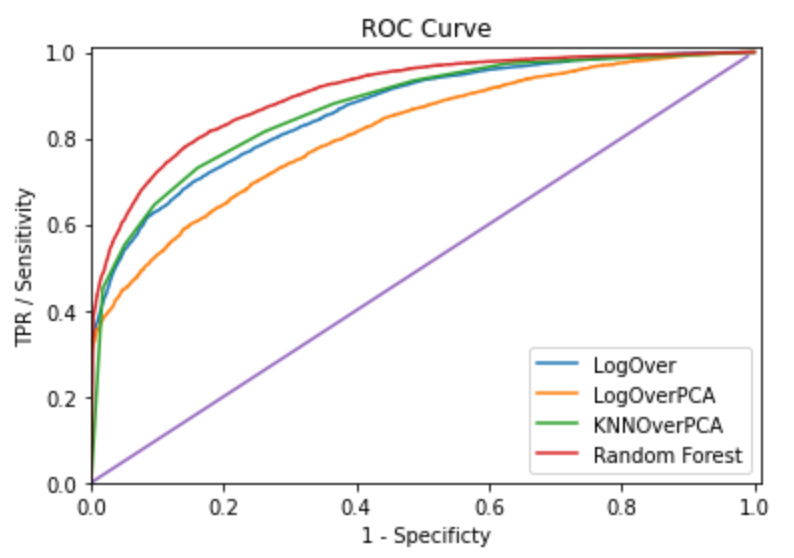 ROC Curve
1.0
0.8
0.6
0.4
0.2
0.0
TPR / Sensitivity
LogOver
LogOverPCA
KNNOverPCA
Random Forest
0.0 0.2 0.4 0.6 0.8 1.0
1 - Specificty